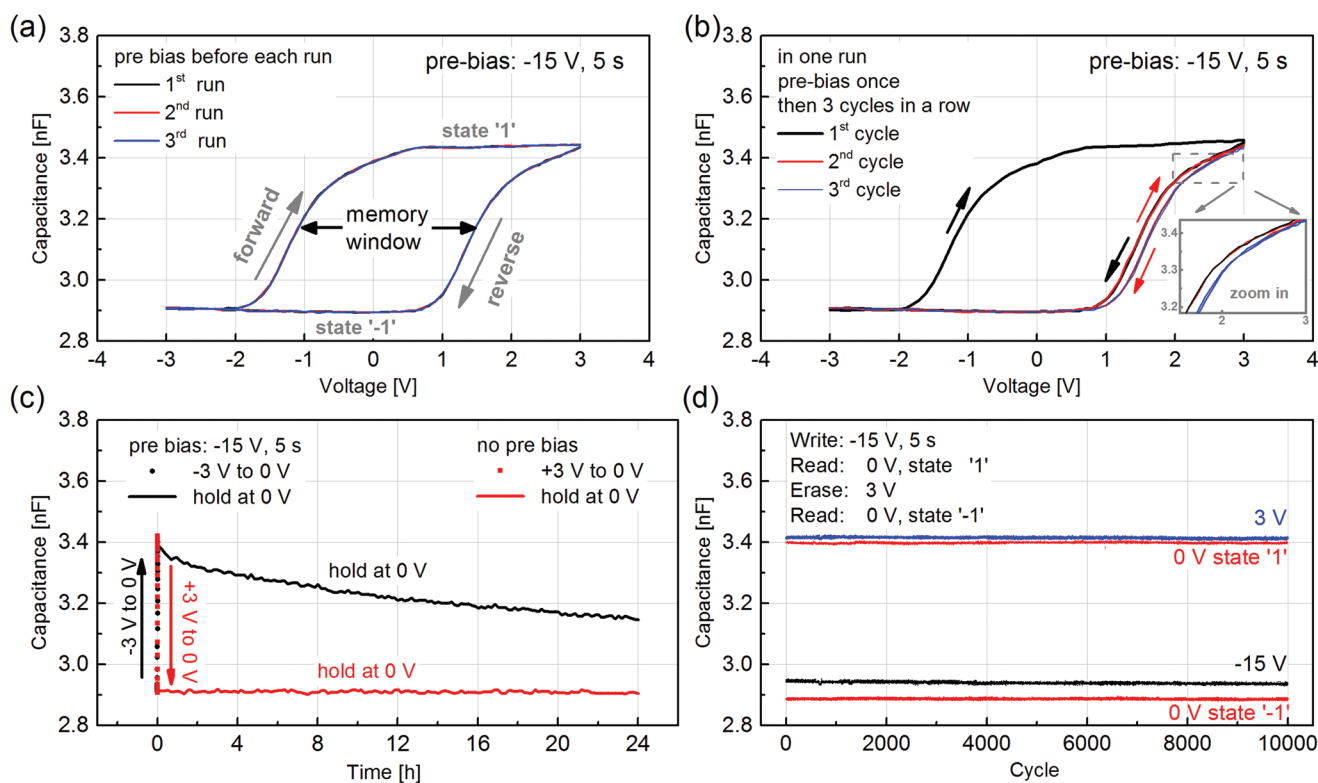 (a)
3.8
3.6
3.4
3.2
3.0
2.8
Capacitance [nF]
pre bias before each run
1st run
2nd run
3rd run
pre-bias: -15 V, 5 s
state '1'
forward
memory
window
reverse
state '-1'
-4 -3 -2 -1 0 1 2 3 4
Voltage [V]
(b)
3.8
3.6
3.4
3.2
3.0
2.8
Capacitance [nF]
in one run
pre-bias once
then 3 cycles in a row
1st cycle
2nd cycle
3rd cycle
pre-bias: -15 V, 5 s
3.4
3.3
3.2
zoom in
2 3
-4 -3 -2 -1 0 1 2 3 4
Voltage [V]
(c)
3.8
3.6
3.4
3.2
3.0
2.8
Capacitance [nF]
pre bias: -15 V, 5 s
-3 V to 0 V
hold at 0 V
no pre bias
+3 V to 0 V
hold at 0 V
-3 V to 0 V
+3 V to 0 V
hold at 0 V
hold at 0 V
0 4 8 12 16 20 24
Time [h]
(d)
3.8
3.6
3.4
3.2
3.0
2.8
Capacitance [nF]
Write: -15 V, 5 s
Read: 0 V, state '1'
Erase: 3 V
Read: 0 V, state '-1'
3 V
0 V state '1'
-15 V
0 V state '-1'
0 2000 4000 6000 8000 10000
Cycle